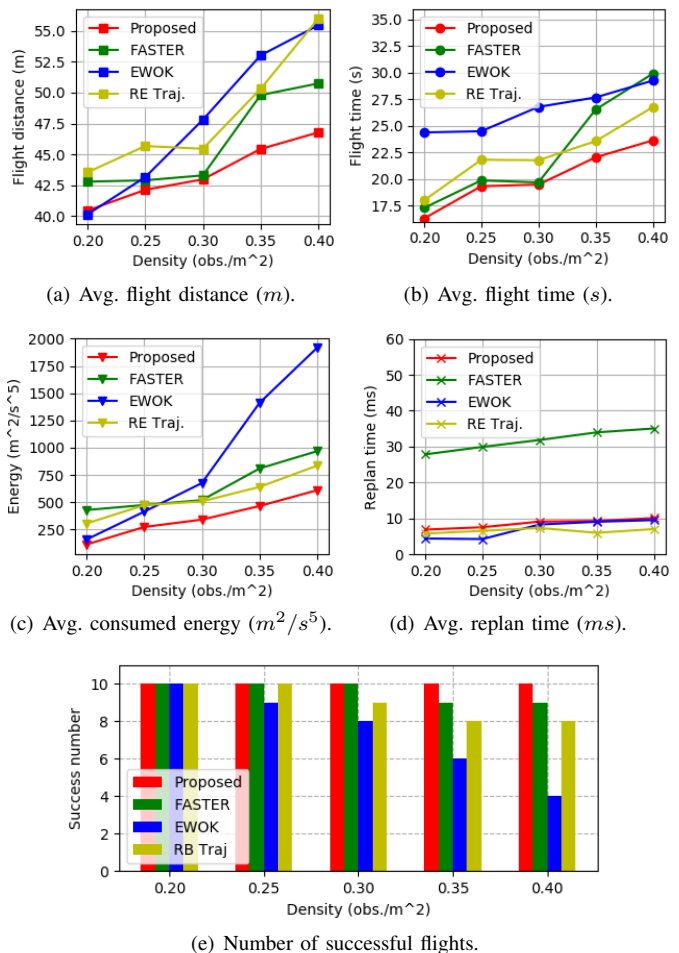 55.0
52.5
50.0
47.5
45.0
42.5
40.0
Flight distance (m)
Proposed
FASTER
EWOK
RE Traj.
0.20 0.25 0.30 0.35 0.40
Density (obs./m^2)
(a) Avg. flight distance (m).
35.0
32.5
30.0
27.5
25.0
22.5
20.0
17.5
Flight time (s)
Proposed
FASTER
EWOK
RE Traj.
0.20 0.25 0.30 0.35 0.40
Density (obs./m^2)
(b) Avg. flight time (s).
2000
1750
1500
1250
1000
750
500
250
Energy (m^2/s^5)
Proposed
FASTER
EWOK
RE Traj.
0.20 0.25 0.30 0.35 0.40
Density (obs./m^2)
(c) Avg. consumed energy (m²/s⁵).
60
50
40
30
20
10
0
Replan time (ms)
Proposed
FASTER
EWOK
RE Traj.
0.20 0.25 0.30 0.35 0.40
Density (obs./m^2)
(d) Avg. replan time (ms).
10
8
6
4
2
0
Success number
Proposed
FASTER
EWOK
RB Traj
0.20 0.25 0.30 0.35 0.40
Density (obs./m^2)
(e) Number of successful flights.